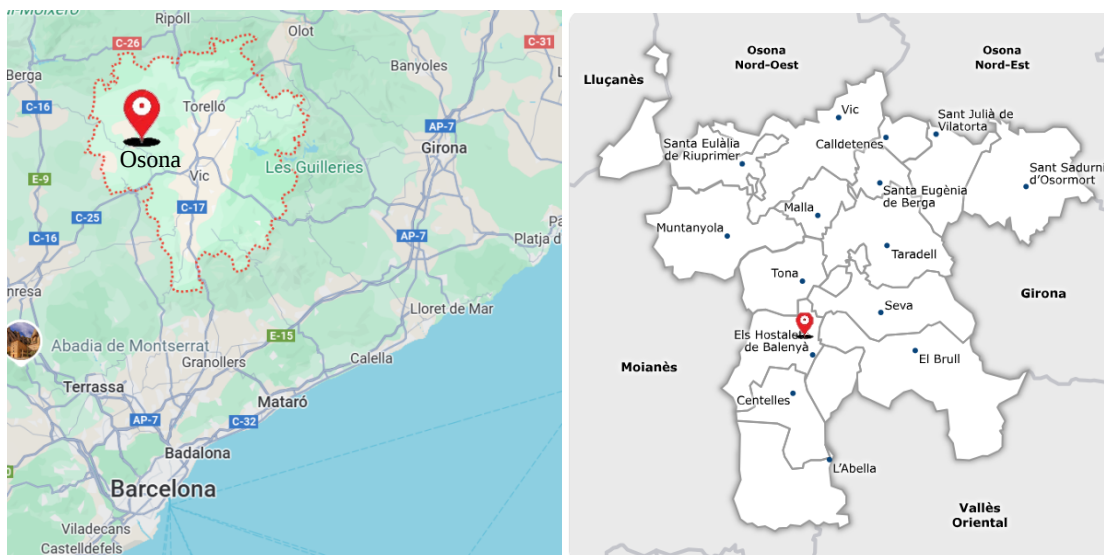 Ripoll
Olot
C-26
C-31
Berga
Banyoles
C-16
C-16
Torelló
AP-7
Girona
Osona
Les Guilleries
Vic
E-9
C-17
C-25
C-16
AP-7
Platja d
nresa
Lloret de Mar
E-15
Abadia de Montserrat
Granollers
Calella
Terrassa
Mataró
AP-7
C-32
Badalona
Barcelona
Viladecans
Castelldefels
Osona
Nord-Oest
Osona
Nord-Est
Lluçanès
Vic
Sant Julià de
Vilatorta
Calldetenes
Santa Eulàlia
de Riuprimer
Sant Sadurní
d'Osormort
Santa Eugènia
de Berga
Malla
Muntanyola
Taradell
Tona
Girona
Seva
Els Hostalet
de Balenyà
El Brull
Moianès
Centelles
L'Abella
Vallès
Oriental